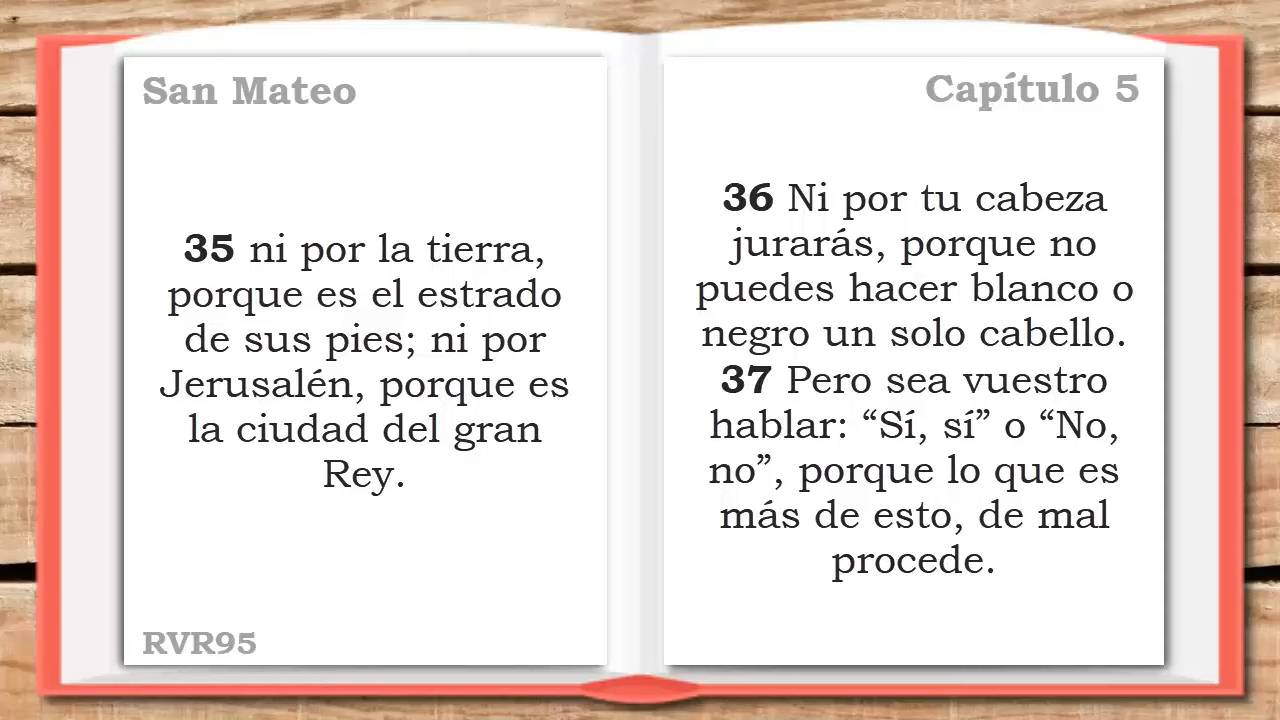 San Mateo
35 ni por la tierra,
porque es el estrado
de sus pies; ni por
Jerusalén, porque es
la ciudad del gran
Rey.
RVR95
Capítulo 5
36 Ni por tu cabeza
jurarás, porque no
puedes hacer blanco o
negro un solo cabello.
37 Pero sea vuestro
hablar: “Sí, sí” o “No,
no”, porque lo que es
más de esto, de mal
procede.